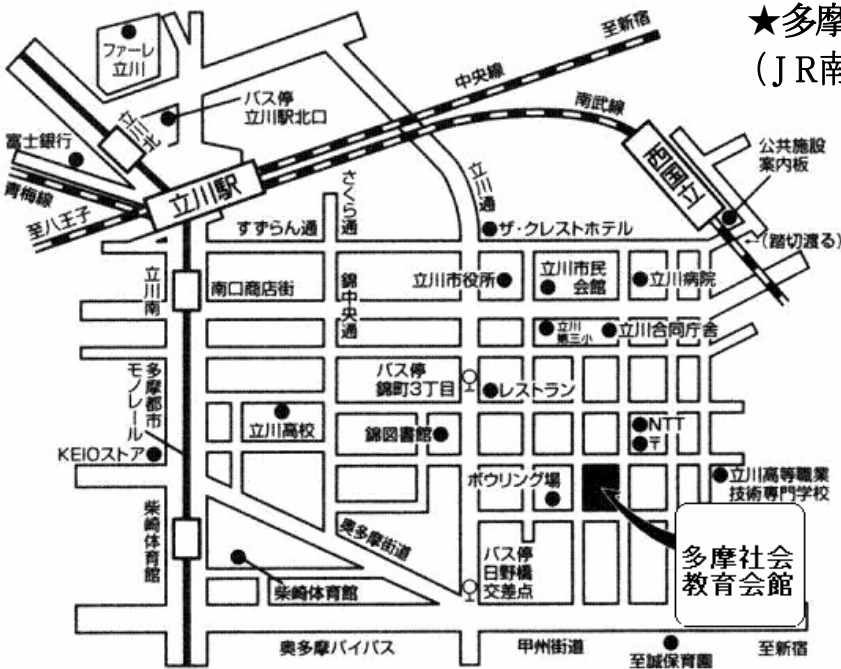 ★多摩
(JR南
至新宿
ファーレ
立川
中央線
バス停
立川駅北口
南武線
立川北
富士銀行
公共施設
案内板
青梅線
立川駅
西国立
さくら通
立川通
至八王子
すずらん通
ザ・クレストホテル
←(踏切渡る)
立川南
南口商店街
錦中央通
立川市役所
立川市民
会館
立川病院
立川
第三小
立川合同庁舎
多摩都市
モノレール
バス停
錦町3丁目
レストラン
立川高校
錦図書館
NTT
〒
KEIOストア
ボウリング場
立川高等職業
技術専門学校
柴崎体育館
奥多摩街道
多摩社会
教育会館
バス停
日野橋
交差点
柴崎体育館
奥多摩バイパス
甲州街道
至誠保育園
至新宿